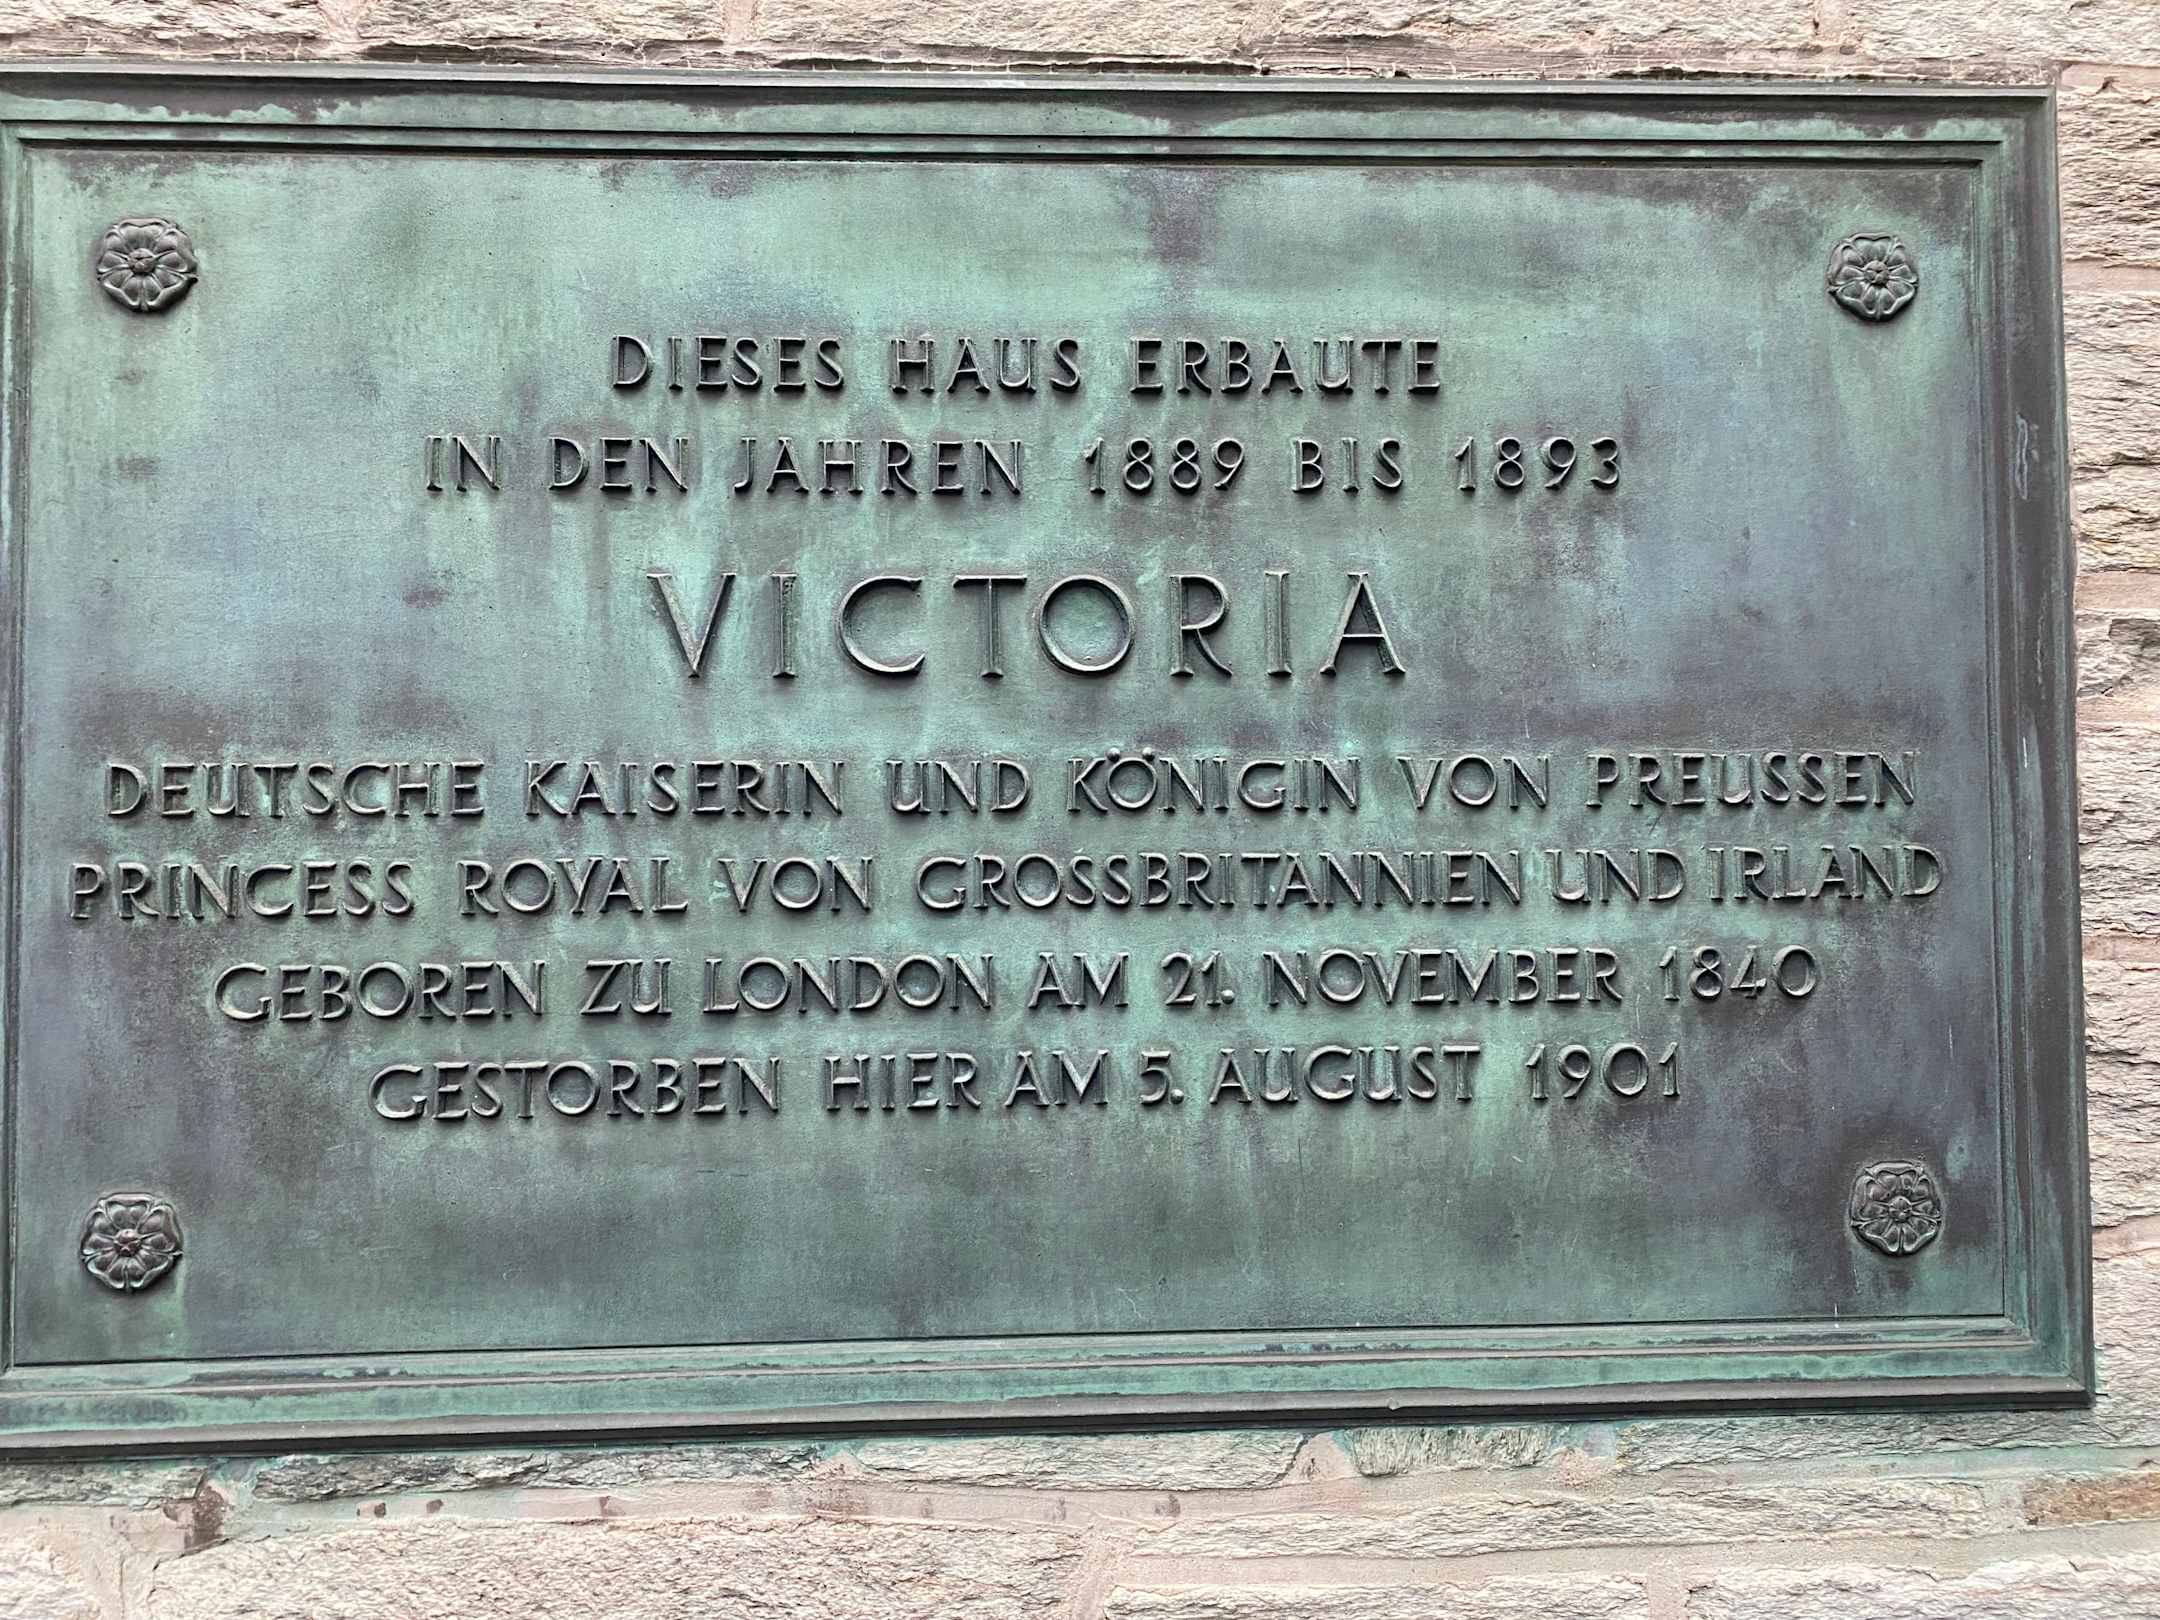 DIESES HAUS ERBAUTE
IN DEN JAHREN 1889 BIS 1893
VICTORIA
DEUTSCHE KAISERIN UND KÖNIGIN VON PREUSSEN
PRINCESS ROYAL VON GROSSBRITANNIEN UND IRLAND
GEBOREN ZU LONDON AM 21. NOVEMBER 1840
GESTORBEN HIER AM 5. AUGUST 1901